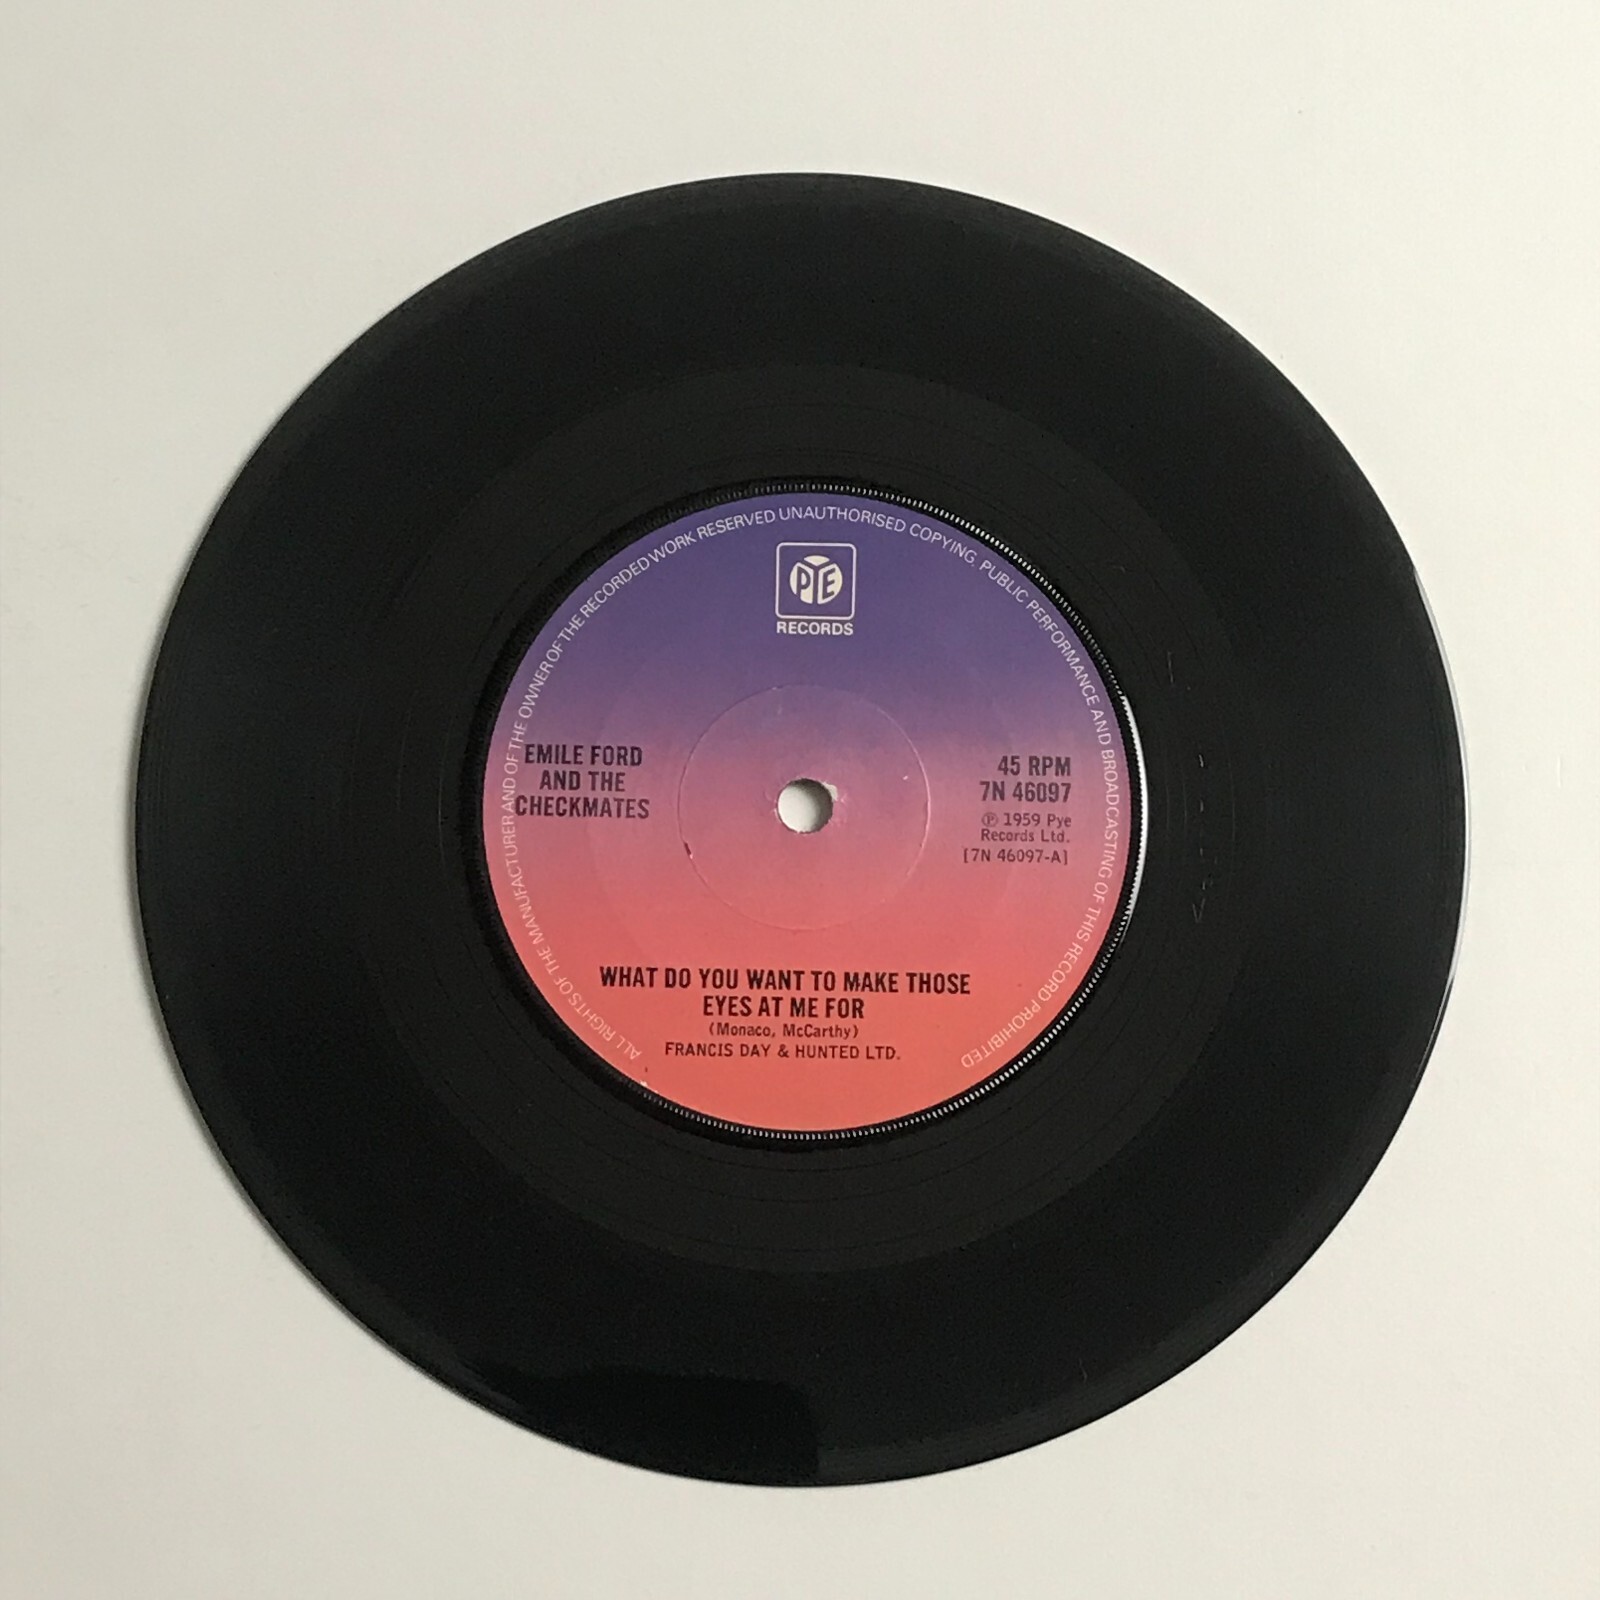 ALL RIGHTS OF THE MANUFACTURER AND OF THE OWNER OF THE RECORDED WORK RESERVED UNAUTHORISED COPYING, PUBLIC PERFORMANCE AND BROADCASTING OF THIS RECORD PROHIBITED
PYE
RECORDS
EMILE FORD
AND THE
CHECKMATES
45 RPM
7N 46097
℗ 1959 Pye
Records Ltd.
[7N 46097-A]
WHAT DO YOU WANT TO MAKE THOSE
EYES AT ME FOR
(Monaco, McCarthy)
FRANCIS DAY & HUNTED LTD.